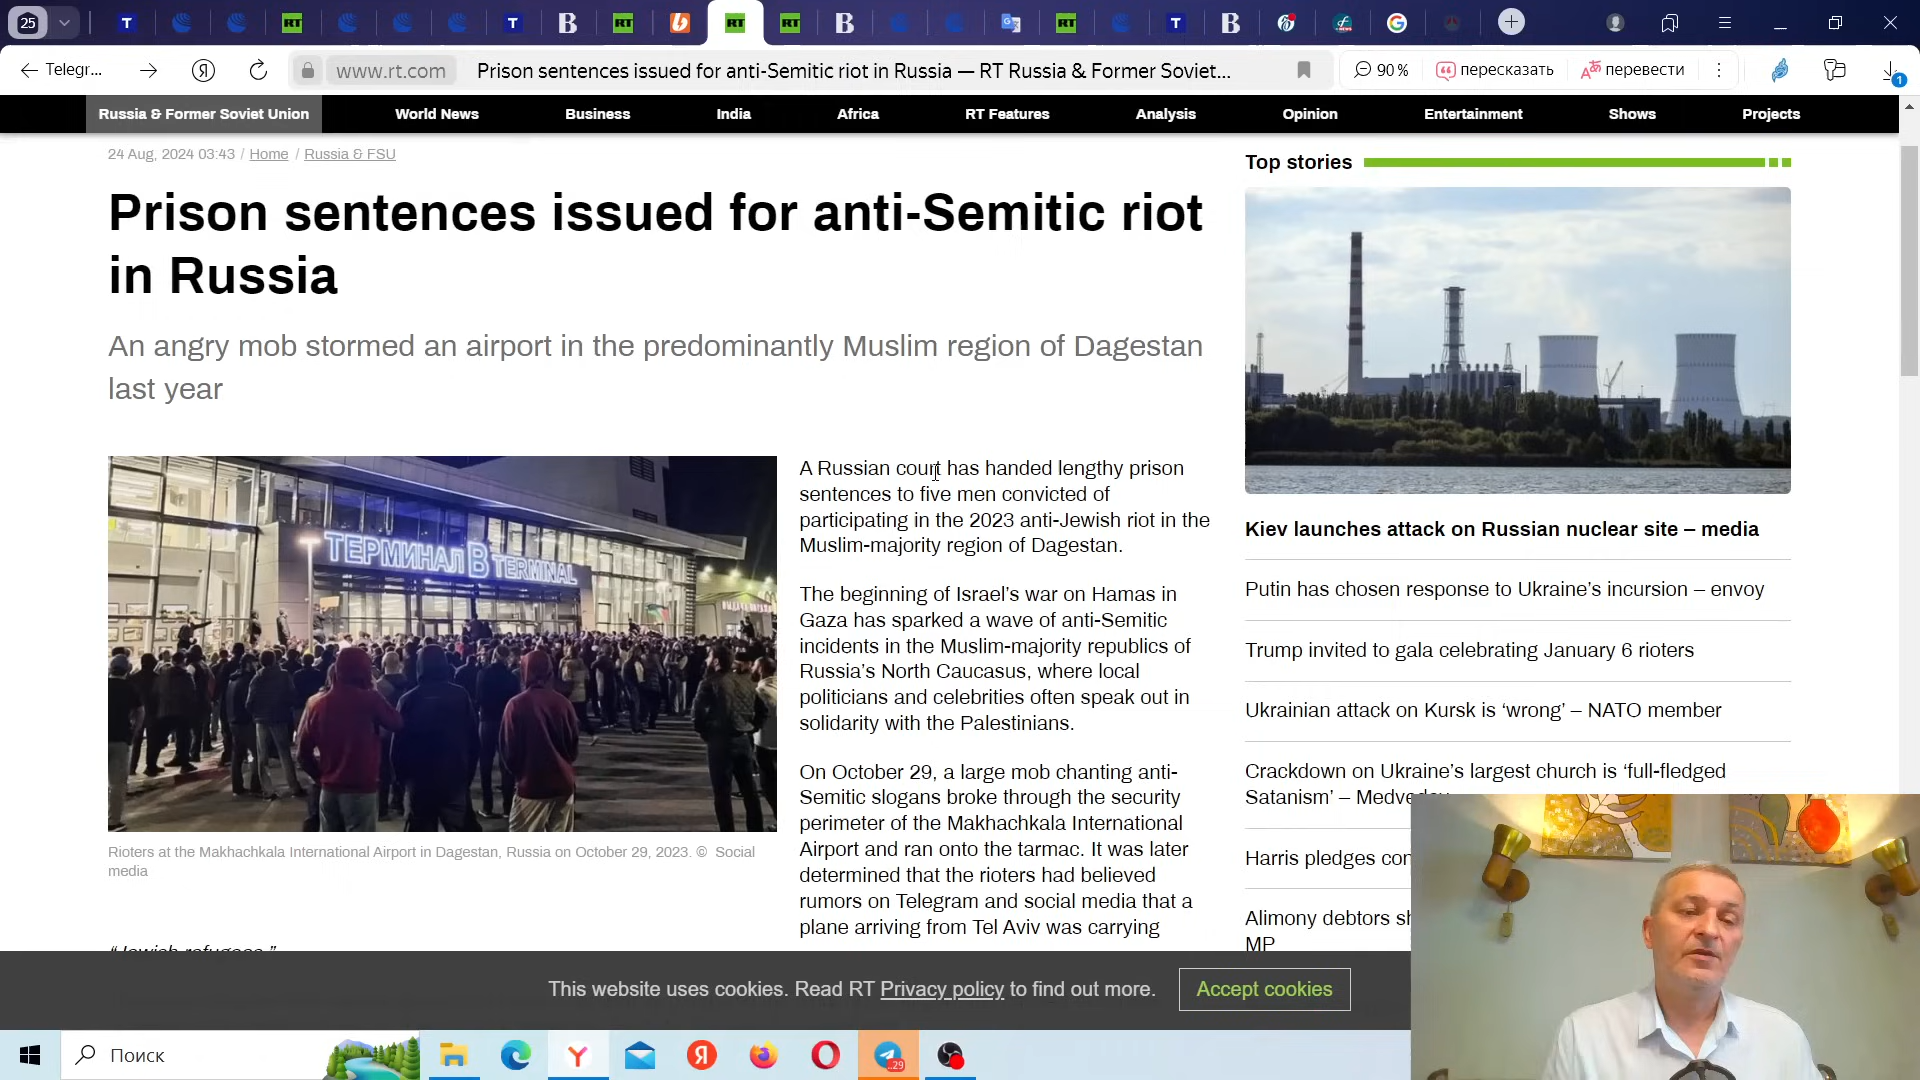 25
Telegr...
www.rt.com
Prison sentences issued for anti-Semitic riot in Russia — RT Russia & Former Soviet...
90 %
пересказать
перевести
1
Russia & Former Soviet Union
World News
Business
India
Africa
RT Features
Analysis
Opinion
Entertainment
Shows
Projects
24 Aug, 2024 03:43 / Home / Russia & FSU
Prison sentences issued for anti-Semitic riot
in Russia
An angry mob stormed an airport in the predominantly Muslim region of Dagestan
last year
ТЕРМИНАЛ B TERMINAL
Rioters at the Makhachkala International Airport in Dagestan, Russia on October 29, 2023. © Social
media
A Russian court has handed lengthy prison
sentences to five men convicted of
participating in the 2023 anti-Jewish riot in the
Muslim-majority region of Dagestan.
The beginning of Israel’s war on Hamas in
Gaza has sparked a wave of anti-Semitic
incidents in the Muslim-majority republics of
Russia’s North Caucasus, where local
politicians and celebrities often speak out in
solidarity with the Palestinians.
On October 29, a large mob chanting anti-
Semitic slogans broke through the security
perimeter of the Makhachkala International
Airport and ran onto the tarmac. It was later
determined that the rioters had believed
rumors on Telegram and social media that a
plane arriving from Tel Aviv was carrying
“Jewish refugees.”
Top stories
Kiev launches attack on Russian nuclear site – media
Putin has chosen response to Ukraine’s incursion – envoy
Trump invited to gala celebrating January 6 rioters
Ukrainian attack on Kursk is ‘wrong’ – NATO member
Crackdown on Ukraine’s largest church is ‘full-fledged
Satanism’ –
Harris pledges
Alimony debtors
MP
This website uses cookies. Read RT Privacy policy to find out more.
Accept cookies
Поиск
29